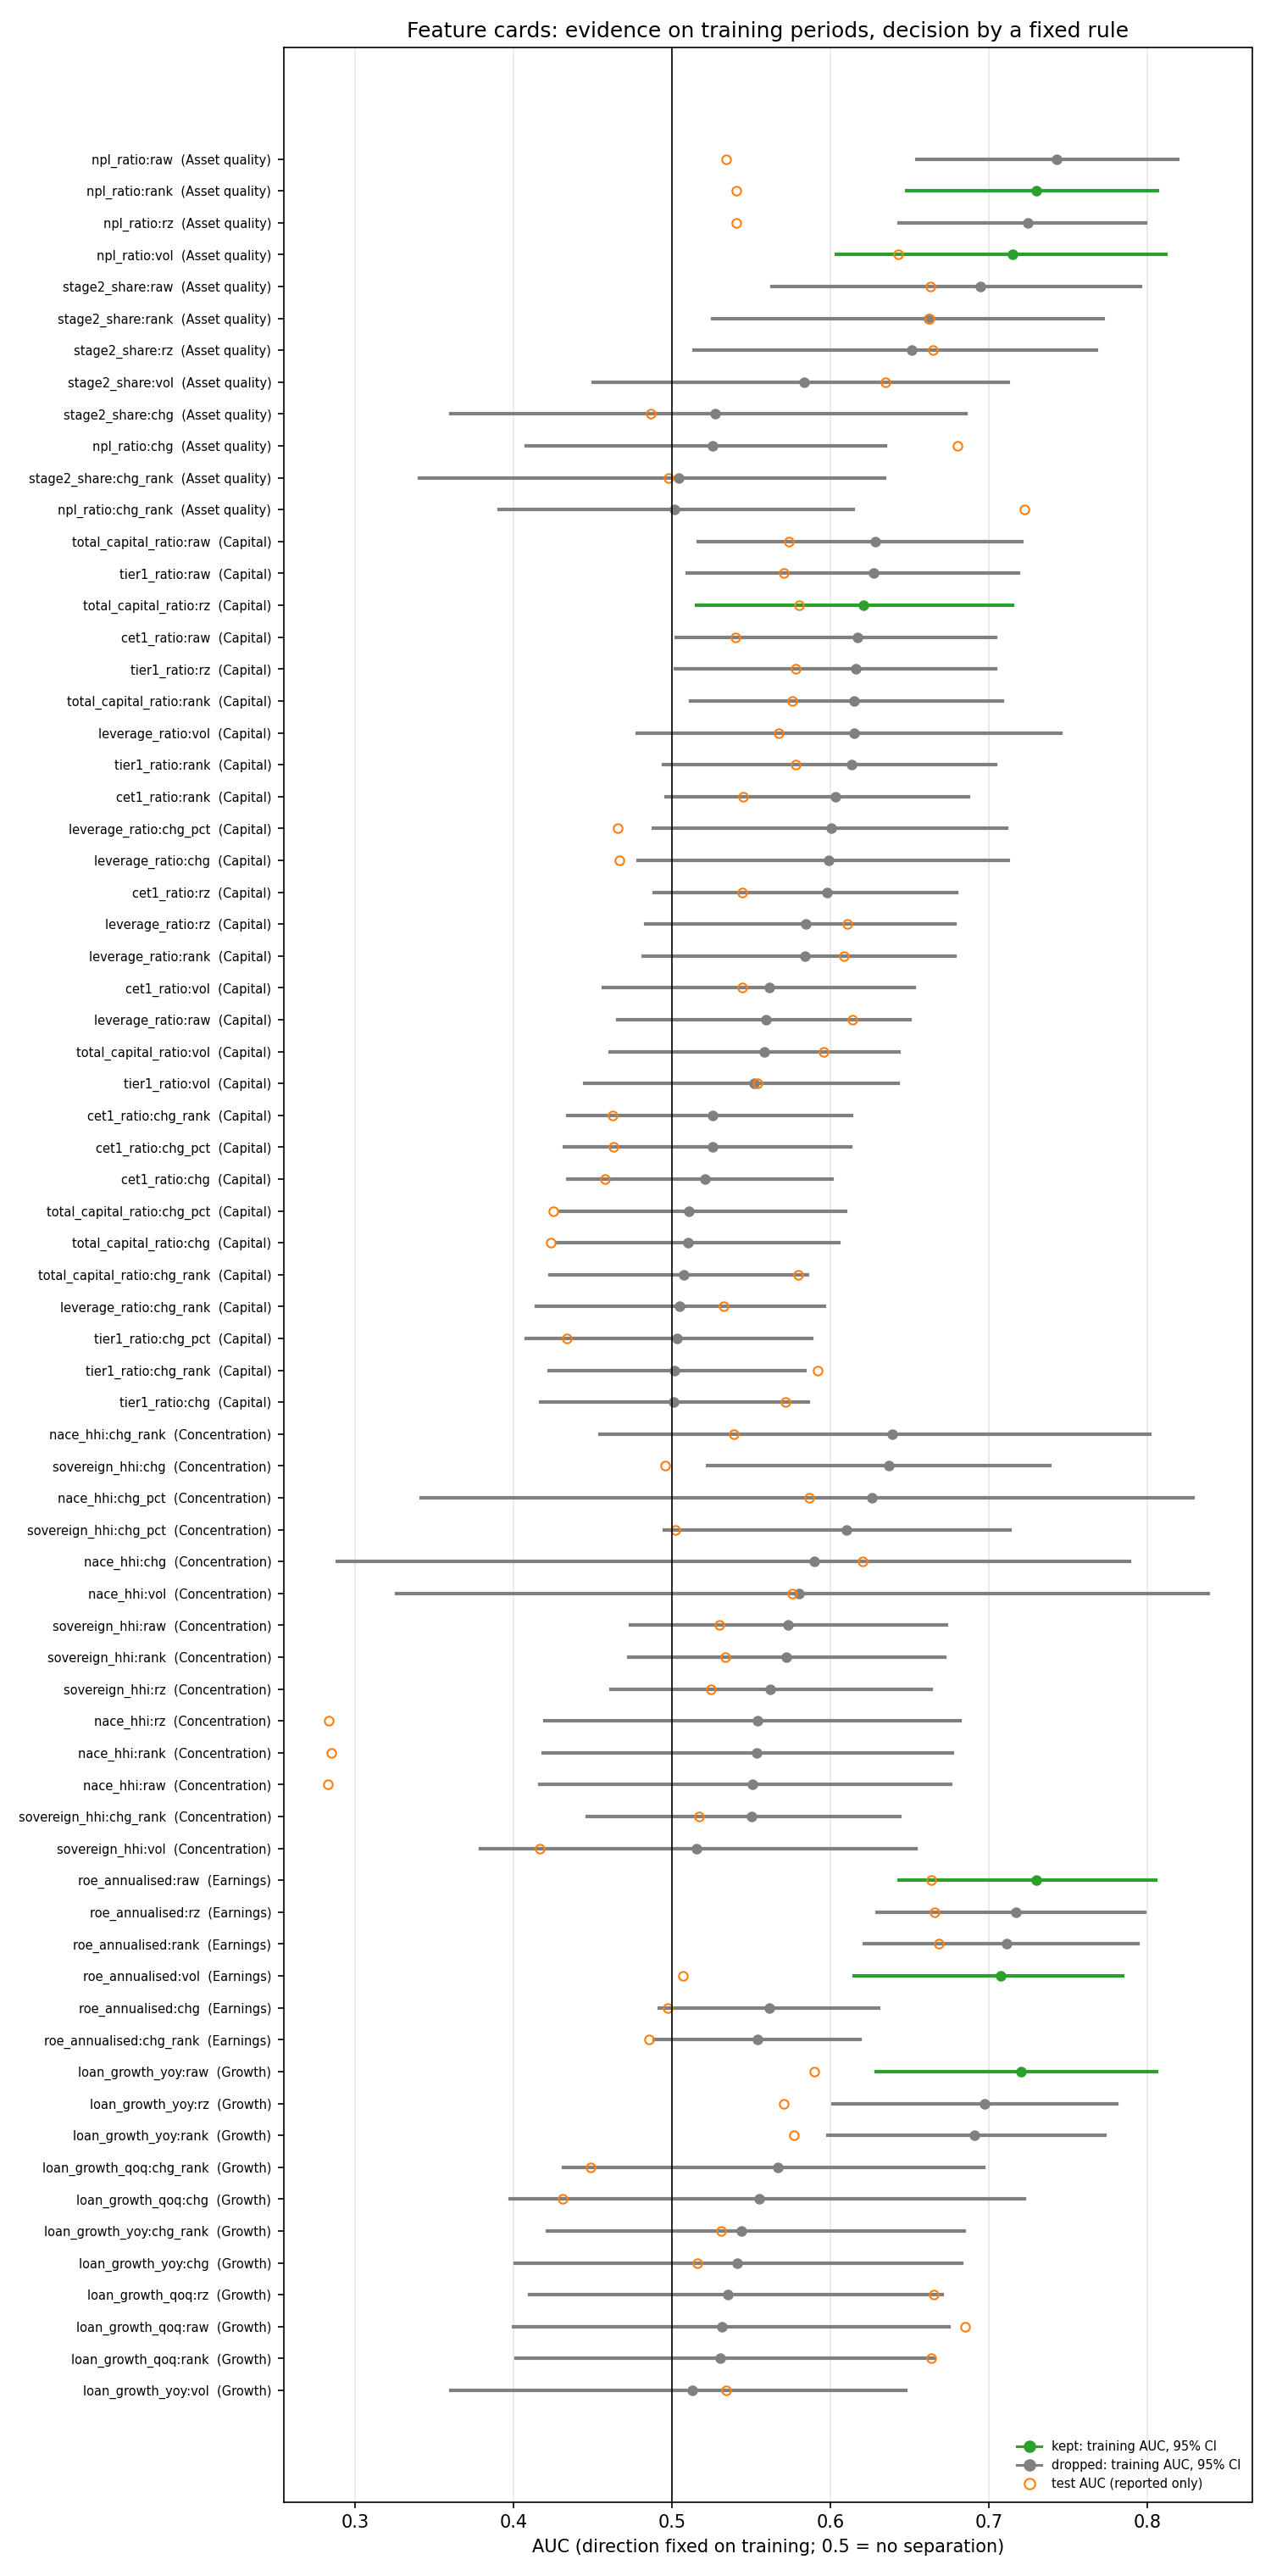 Feature cards: evidence on training periods, decision by a fixed rule
npl_ratio:raw (Asset quality)
npl_ratio:rank (Asset quality)
npl_ratio:rz (Asset quality)
npl_ratio:vol (Asset quality)
stage2_share:raw (Asset quality)
stage2_share:rank (Asset quality)
stage2_share:rz (Asset quality)
stage2_share:vol (Asset quality)
stage2_share:chg (Asset quality)
npl_ratio:chg (Asset quality)
stage2_share:chg_rank (Asset quality)
npl_ratio:chg_rank (Asset quality)
total_capital_ratio:raw (Capital)
tier1_ratio:raw (Capital)
total_capital_ratio:rz (Capital)
cet1_ratio:raw (Capital)
tier1_ratio:rz (Capital)
total_capital_ratio:rank (Capital)
leverage_ratio:vol (Capital)
tier1_ratio:rank (Capital)
cet1_ratio:rank (Capital)
leverage_ratio:chg_pct (Capital)
leverage_ratio:chg (Capital)
cet1_ratio:rz (Capital)
leverage_ratio:rz (Capital)
leverage_ratio:rank (Capital)
cet1_ratio:vol (Capital)
leverage_ratio:raw (Capital)
total_capital_ratio:vol (Capital)
tier1_ratio:vol (Capital)
cet1_ratio:chg_rank (Capital)
cet1_ratio:chg_pct (Capital)
cet1_ratio:chg (Capital)
total_capital_ratio:chg_pct (Capital)
total_capital_ratio:chg (Capital)
total_capital_ratio:chg_rank (Capital)
leverage_ratio:chg_rank (Capital)
tier1_ratio:chg_pct (Capital)
tier1_ratio:chg_rank (Capital)
tier1_ratio:chg (Capital)
nace_hhi:chg_rank (Concentration)
sovereign_hhi:chg (Concentration)
nace_hhi:chg_pct (Concentration)
sovereign_hhi:chg_pct (Concentration)
nace_hhi:chg (Concentration)
nace_hhi:vol (Concentration)
sovereign_hhi:raw (Concentration)
sovereign_hhi:rank (Concentration)
sovereign_hhi:rz (Concentration)
nace_hhi:rz (Concentration)
nace_hhi:rank (Concentration)
nace_hhi:raw (Concentration)
sovereign_hhi:chg_rank (Concentration)
sovereign_hhi:vol (Concentration)
roe_annualised:raw (Earnings)
roe_annualised:rz (Earnings)
roe_annualised:rank (Earnings)
roe_annualised:vol (Earnings)
roe_annualised:chg (Earnings)
roe_annualised:chg_rank (Earnings)
loan_growth_yoy:raw (Growth)
loan_growth_yoy:rz (Growth)
loan_growth_yoy:rank (Growth)
loan_growth_qoq:chg_rank (Growth)
loan_growth_qoq:chg (Growth)
loan_growth_yoy:chg_rank (Growth)
loan_growth_yoy:chg (Growth)
loan_growth_qoq:rz (Growth)
loan_growth_qoq:raw (Growth)
loan_growth_qoq:rank (Growth)
loan_growth_yoy:vol (Growth)
kept: training AUC, 95% CI
dropped: training AUC, 95% CI
test AUC (reported only)
0.3 0.4 0.5 0.6 0.7 0.8
AUC (direction fixed on training; 0.5 = no separation)